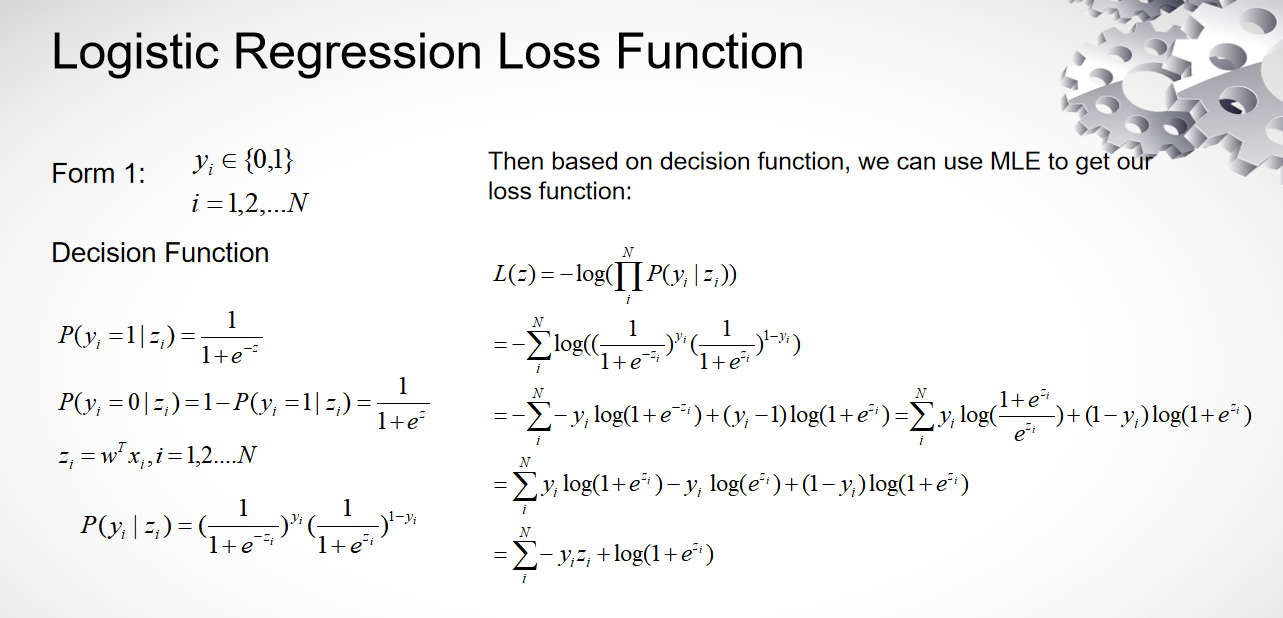 Logistic Regression Loss Function
Form 1:
y_i ∈ {0,1}
i = 1,2,...N
Decision Function
P(y_i = 1 | z_i) = \frac{1}{1+e^{-z}}
P(y_i = 0 | z_i) = 1 − P(y_i = 1 | z_i) = \frac{1}{1+e^{z}}
z_i = w^T x_i, i = 1,2....N
P(y_i | z_i) = (\frac{1}{1+e^{-z_i}})^{y_i} (\frac{1}{1+e^{z_i}})^{1-y_i}
Then based on decision function, we can use MLE to get our
loss function:
L(z) = −log(\prod_i^N P(y_i | z_i))
= −\sum_i^N log((\frac{1}{1+e^{-z_i}})^{y_i} (\frac{1}{1+e^{z_i}})^{1-y_i})
= −\sum_i^N − y_i log(1+e^{-z_i}) + (y_i −1) log(1+e^{z_i}) = \sum_i^N y_i log(\frac{1+e^{z_i}}{e^{z_i}}) + (1− y_i) log(1+e^{z_i})
= \sum_i^N y_i log(1+e^{z_i}) − y_i log(e^{z_i}) + (1− y_i) log(1+e^{z_i})
= \sum_i^N − y_i z_i + log(1+e^{z_i})